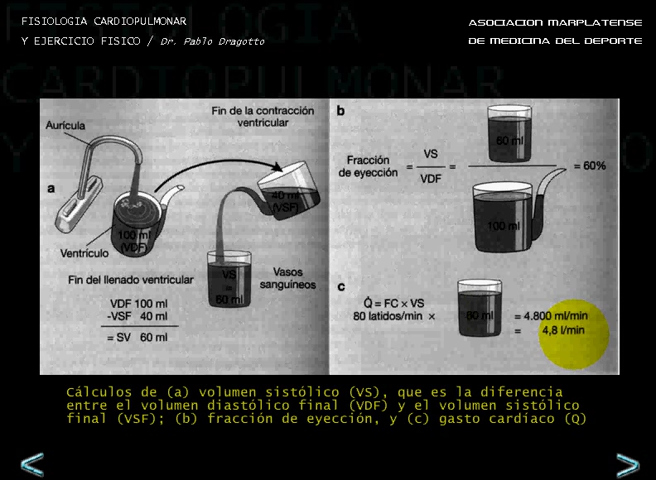 FISIOLOGIA CARDIOPULMONAR
Y EJERCICIO FISICO / Dr. Pablo Dragotto
ASOCIACION MARPLATENSE
DE MEDICINA DEL DEPORTE
Aurícula
Fin de la contracción
ventricular
a
100 ml
(VDF)
40 ml
(VSF)
Ventrículo
VS
=
60 ml
Vasos
sanguíneos
Fin del llenado ventricular
VDF 100 ml
-VSF 40 ml
= SV 60 ml
b
Fracción
de eyección
= VS
VDF
=
60 ml
100 ml
= 60%
c
Q̇ = FC × VS
80 latidos/min ×
= 4.800 ml/min
= 4,8 l/min
Cálculos de (a) volumen sistólico (VS), que es la diferencia
entre el volumen diastólico final (VDF) y el volumen sistólico
final (VSF); (b) fracción de eyección, y (c) gasto cardíaco (Q)